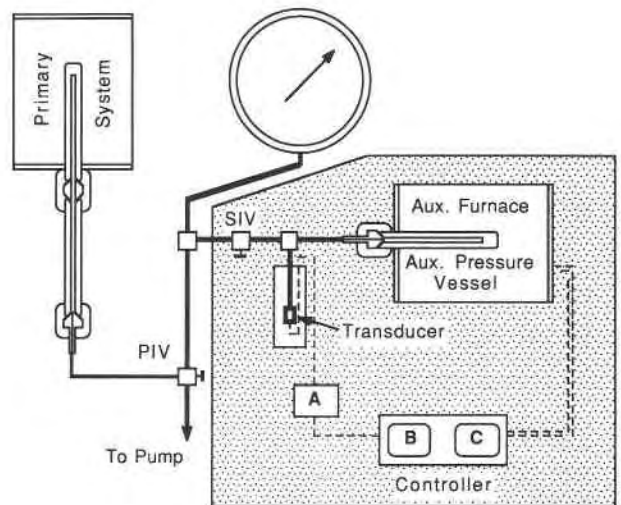 Primary
System
SIV
Aux. Furnace
Aux. Pressure
Vessel
Transducer
PIV
A
B
C
To Pump
Controller